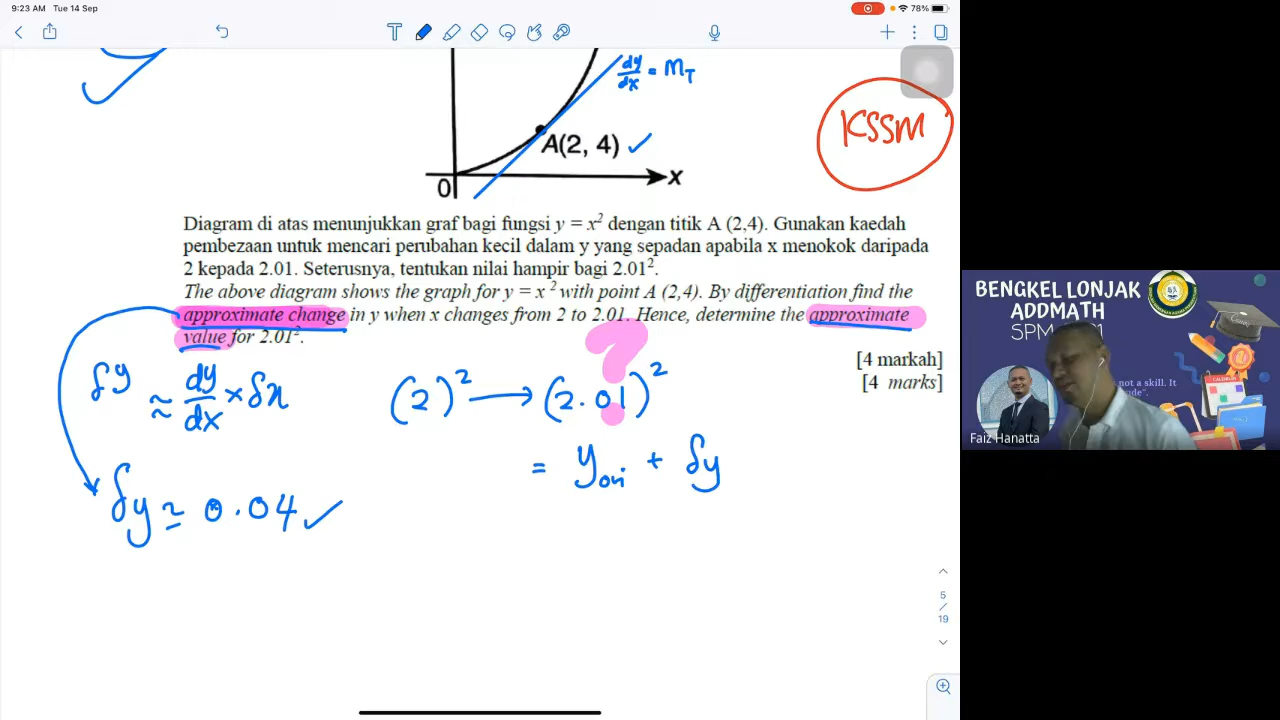 9:23 AM Tue 14 Sep
78%
T
dy/dx = m_T
KSSM
A(2, 4)
0
x
Diagram di atas menunjukkan graf bagi fungsi y = x² dengan titik A (2,4). Gunakan kaedah
pembezaan untuk mencari perubahan kecil dalam y yang sepadan apabila x menokok daripada
2 kepada 2.01. Seterusnya, tentukan nilai hampir bagi 2.01².
The above diagram shows the graph for y = x² with point A (2,4). By differentiation find the
approximate change in y when x changes from 2 to 2.01. Hence, determine the approximate
value for 2.01².
[4 markah]
[4 marks]
?
δy ≈ dy/dx × δx
(2)² → (2.01)²
= y_ori + δy
δy ≈ 0.04 ✓
5
/
19
BENGKEL LONJAK
ADDMATH
not a skill. It
CALENDAR
Faiz Hanatta